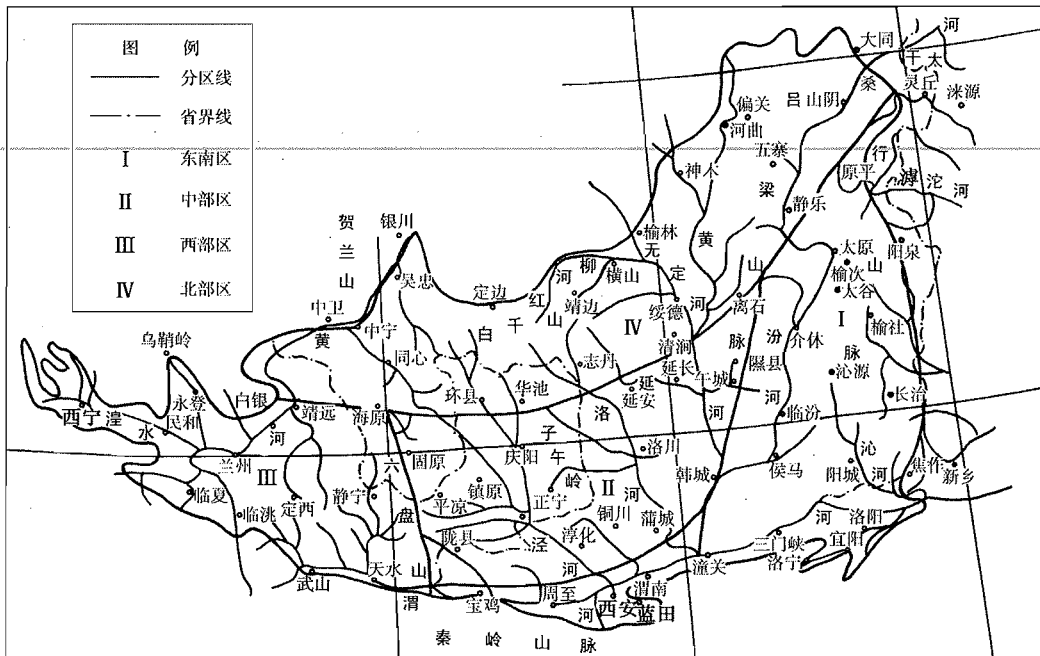 图 例
分区线
省界线
Ⅰ 东南区
Ⅱ 中部区
Ⅲ 西部区
Ⅳ 北部区
大同
干
河
太
桑
灵丘
涞源
吕
山阴
偏关
河曲
五寨
行
原平
滹
沱
河
神木
梁
静乐
贺
兰
山
银川
榆林
无
黄
太原
山
阳泉
吴忠
定边
红
柳
河
横山
定
山
榆次
太谷
靖边
绥德
河
离石
汾
Ⅰ
榆社
中卫
黄
中宁
白
于
山
Ⅳ
清涧
脉
介休
乌鞘岭
同心
志丹
延长
隰县
脉
沁源
永登
白银
环县
华池
延
延安
午城
长治
西宁
湟
水
民和
靖远
海原
洛
河
河
临汾
河
子
兰州
六
固原
庆阳
午
洛川
沁
Ⅲ
岭
韩城
侯马
阳城
河
焦作
新乡
临夏
临洮
定西
静宁
盘
平凉
镇原
正宁
Ⅱ
河
铜川
蒲城
河
洛阳
陇县
泾
淳化
三门峡
宜阳
洛宁
武山
天水
山
河
潼关
渭
宝鸡
周至
西安
渭南
河
蓝田
秦 岭 山 脉